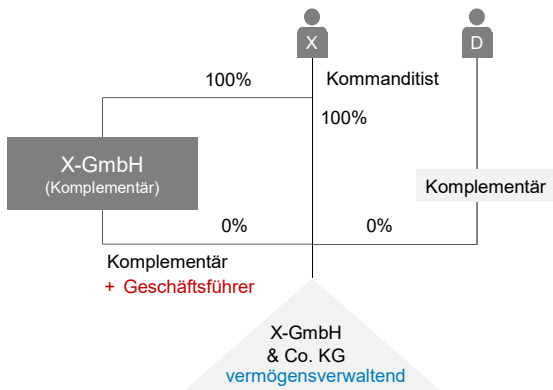 X
D
100%
Kommanditist
100%
X-GmbH
(Komplementär)
Komplementär
0%
0%
Komplementär
+ Geschäftsführer
X-GmbH
& Co. KG
vermögensverwaltend